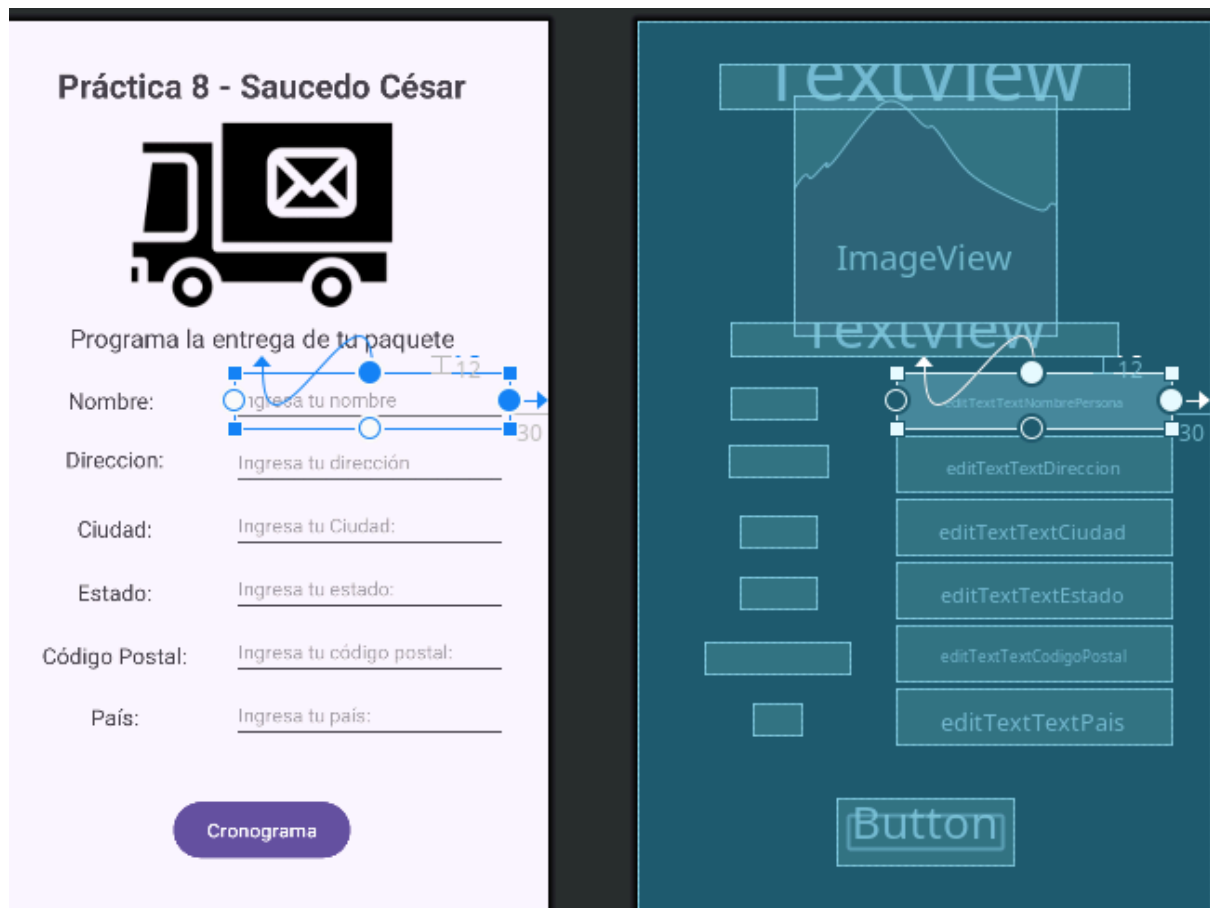 Práctica 8 - Saucedo César
TextView
ImageView
Programa la entrega de tu paquete
TextView
12
12
Nombre:
Ingresa tu nombre
editTextTextNombrePersona
30
30
Direccion:
Ingresa tu dirección
editTextTextDireccion
Ciudad:
Ingresa tu Ciudad:
editTextTextCiudad
Estado:
Ingresa tu estado:
editTextTextEstado
Código Postal:
Ingresa tu código postal:
editTextTextCodigoPostal
País:
Ingresa tu país:
editTextTextPais
Cronograma
Button